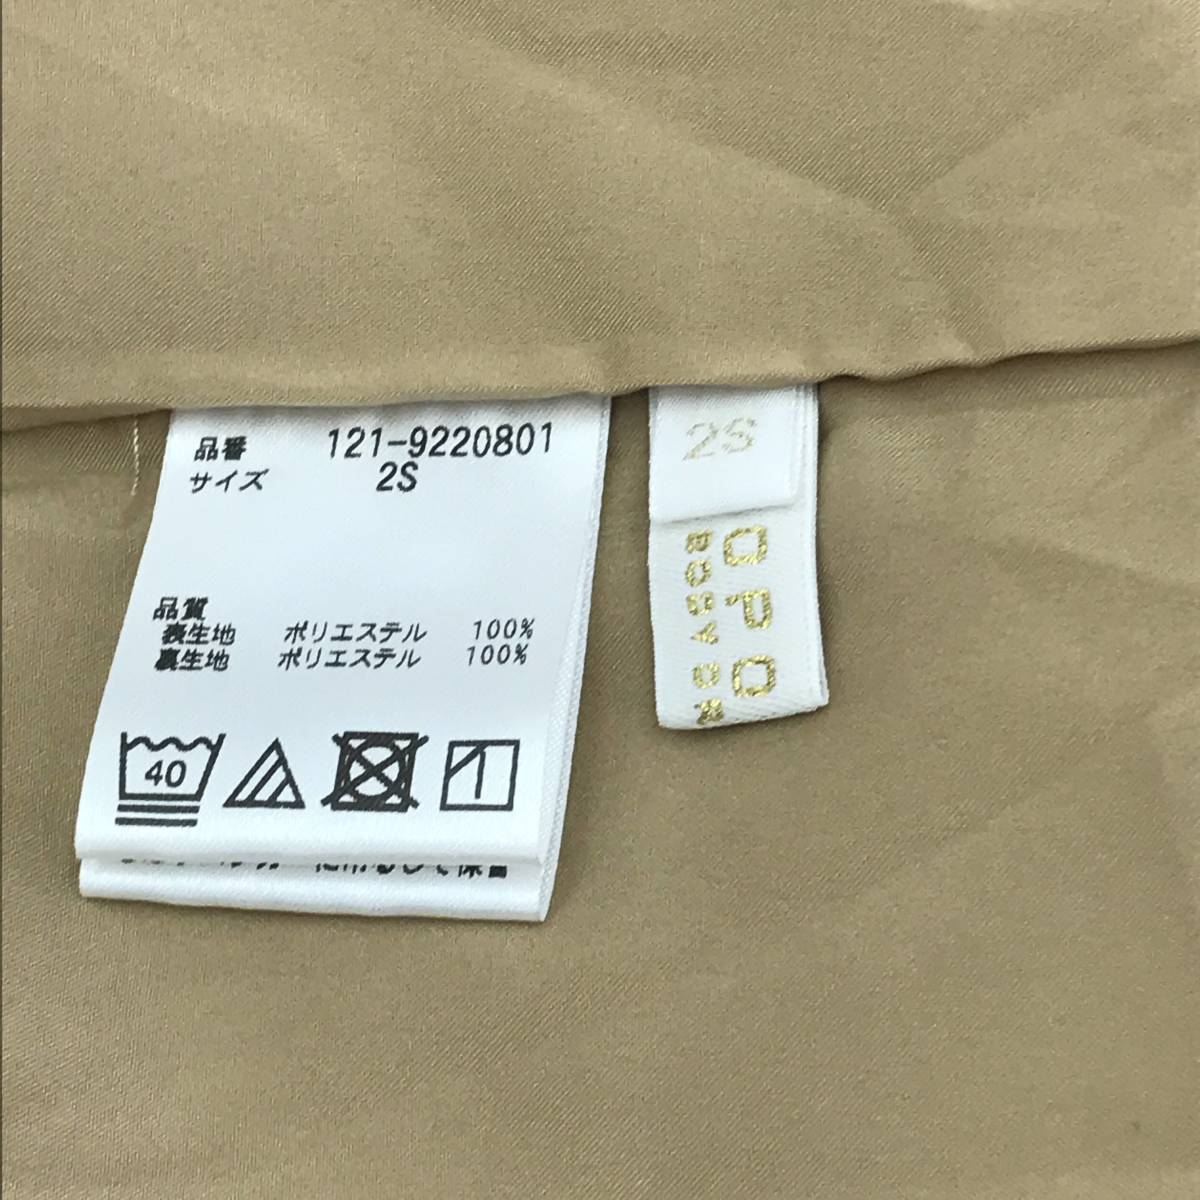 品番 121-9220801
サイズ 2S
品質
表生地 ポリエステル 100%
裏生地 ポリエステル 100%
40
2S
OPO